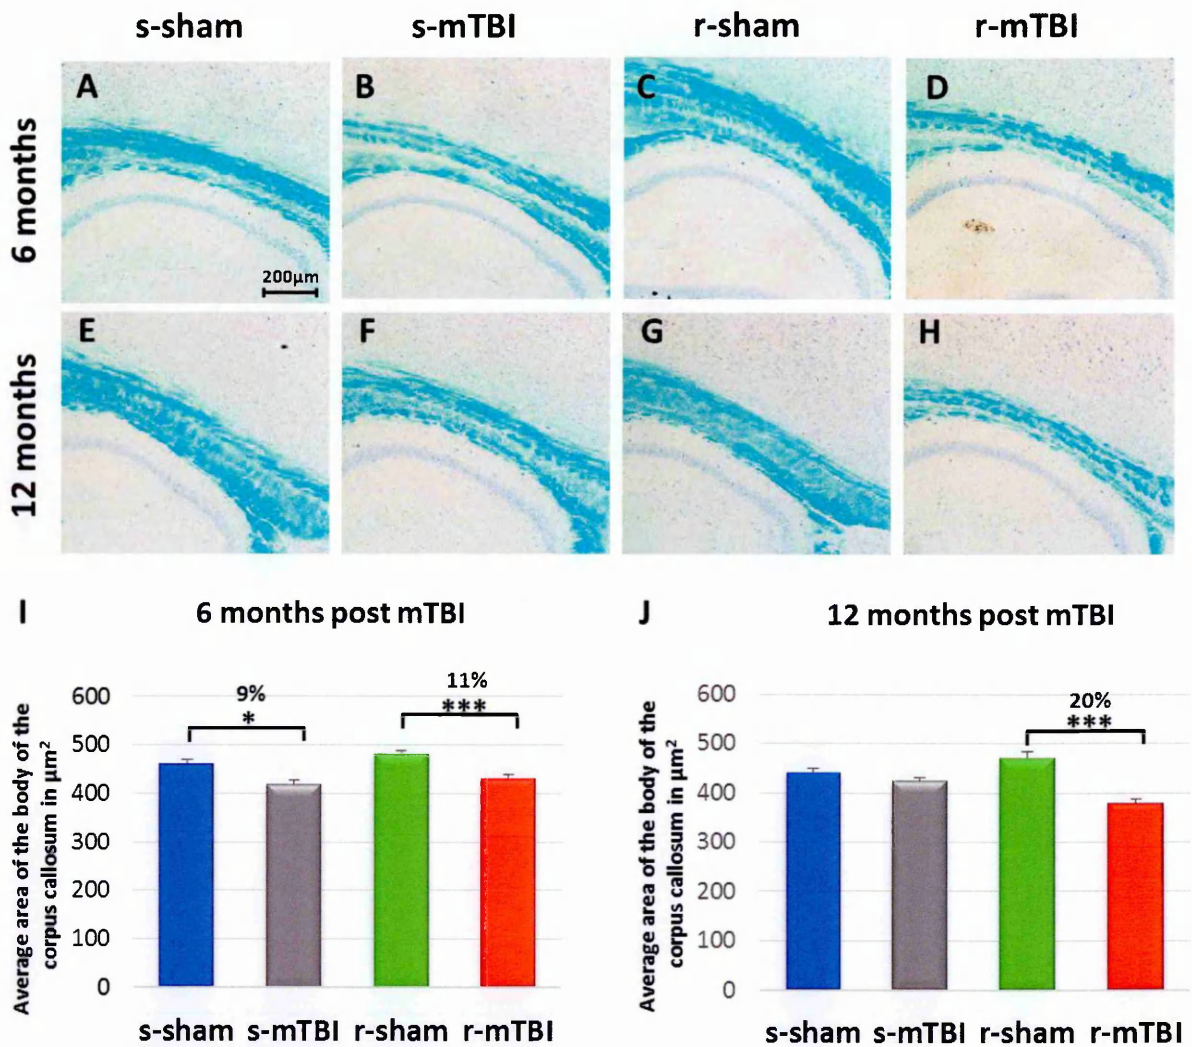 s-sham s-mTBI r-sham r-mTBI
6 months
A B C D
200μm
12 months
E F G H
I 6 months post mTBI
Average area of the body of the
corpus callosum in μm²
600
500
400
300
200
100
0
9%
*
11%
***
s-sham s-mTBI r-sham r-mTBI
J 12 months post mTBI
Average area of the body of the
corpus callosum in μm²
600
500
400
300
200
100
0
20%
***
s-sham s-mTBI r-sham r-mTBI